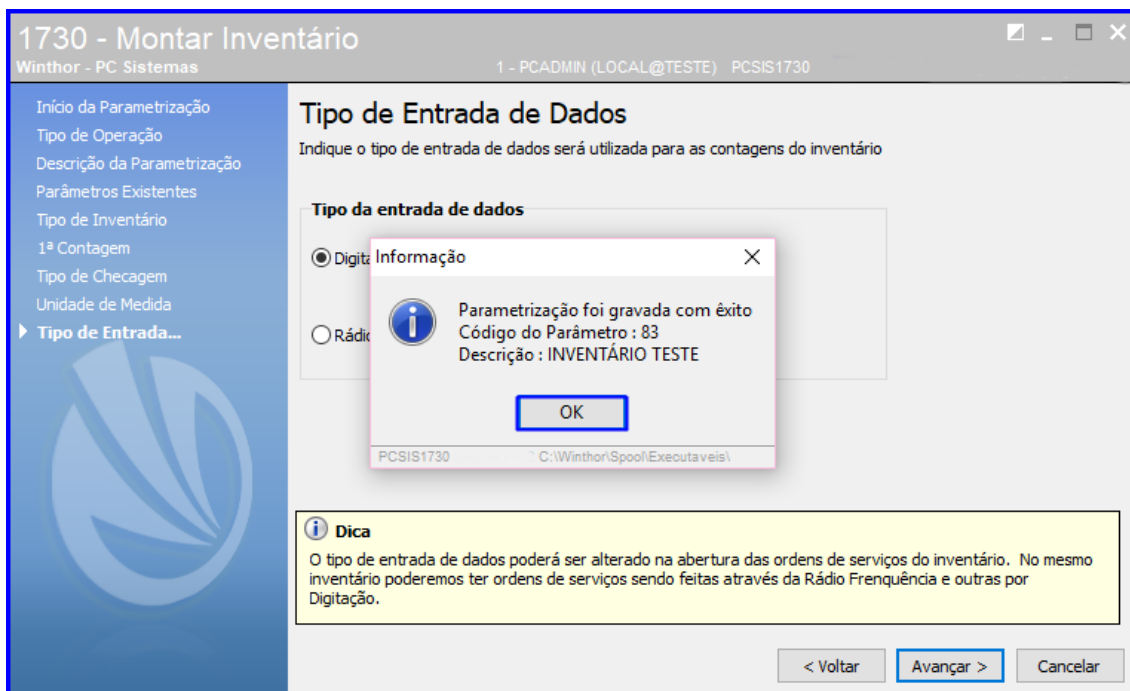 1730 - Montar Inventário
Winthor - PC Sistemas
1 - PCADMIN (LOCAL@TESTE) PCSIS1730
Início da Parametrização
Tipo de Operação
Descrição da Parametrização
Parâmetros Existentes
Tipo de Inventário
1ª Contagem
Tipo de Checagem
Unidade de Medida
Tipo de Entrada...
Tipo de Entrada de Dados
Indique o tipo de entrada de dados será utilizada para as contagens do inventário
Tipo da entrada de dados
Digita
Rádio
Informação
Parametrização foi gravada com êxito
Código do Parâmetro : 83
Descrição : INVENTÁRIO TESTE
OK
PCSIS1730 C:\Winthor\Spool\Executaveis\
Dica
O tipo de entrada de dados poderá ser alterado na abertura das ordens de serviços do inventário. No mesmo
inventário poderemos ter ordens de serviços sendo feitas através da Rádio Frenquência e outras por
Digitação.
< Voltar
Avançar >
Cancelar